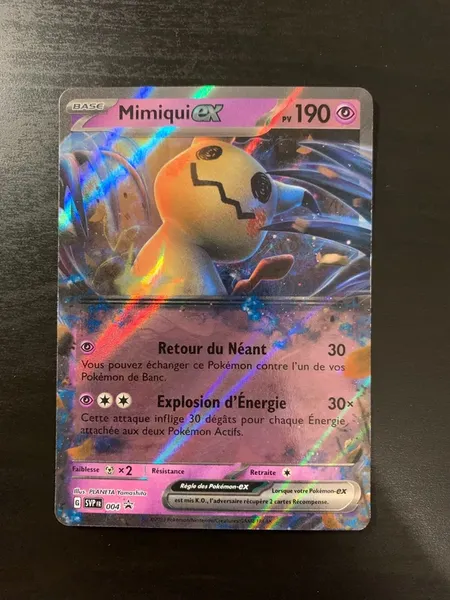 BASE Mimiqui ex PV 190
Retour du Néant 30
Vous pouvez échanger ce Pokémon contre l'un de vos
Pokémon de Banc.
Explosion d'Énergie 30×
Cette attaque inflige 30 dégâts pour chaque Énergie
attachée aux deux Pokémon Actifs.
Faiblesse ×2 Résistance Retraite
Illus. PLANETA Yamashita
Règle des Pokémon-ex Lorsque votre Pokémon-ex
est mis K.O., l'adversaire récupère 2 cartes Récompense.
G SVP FR 004